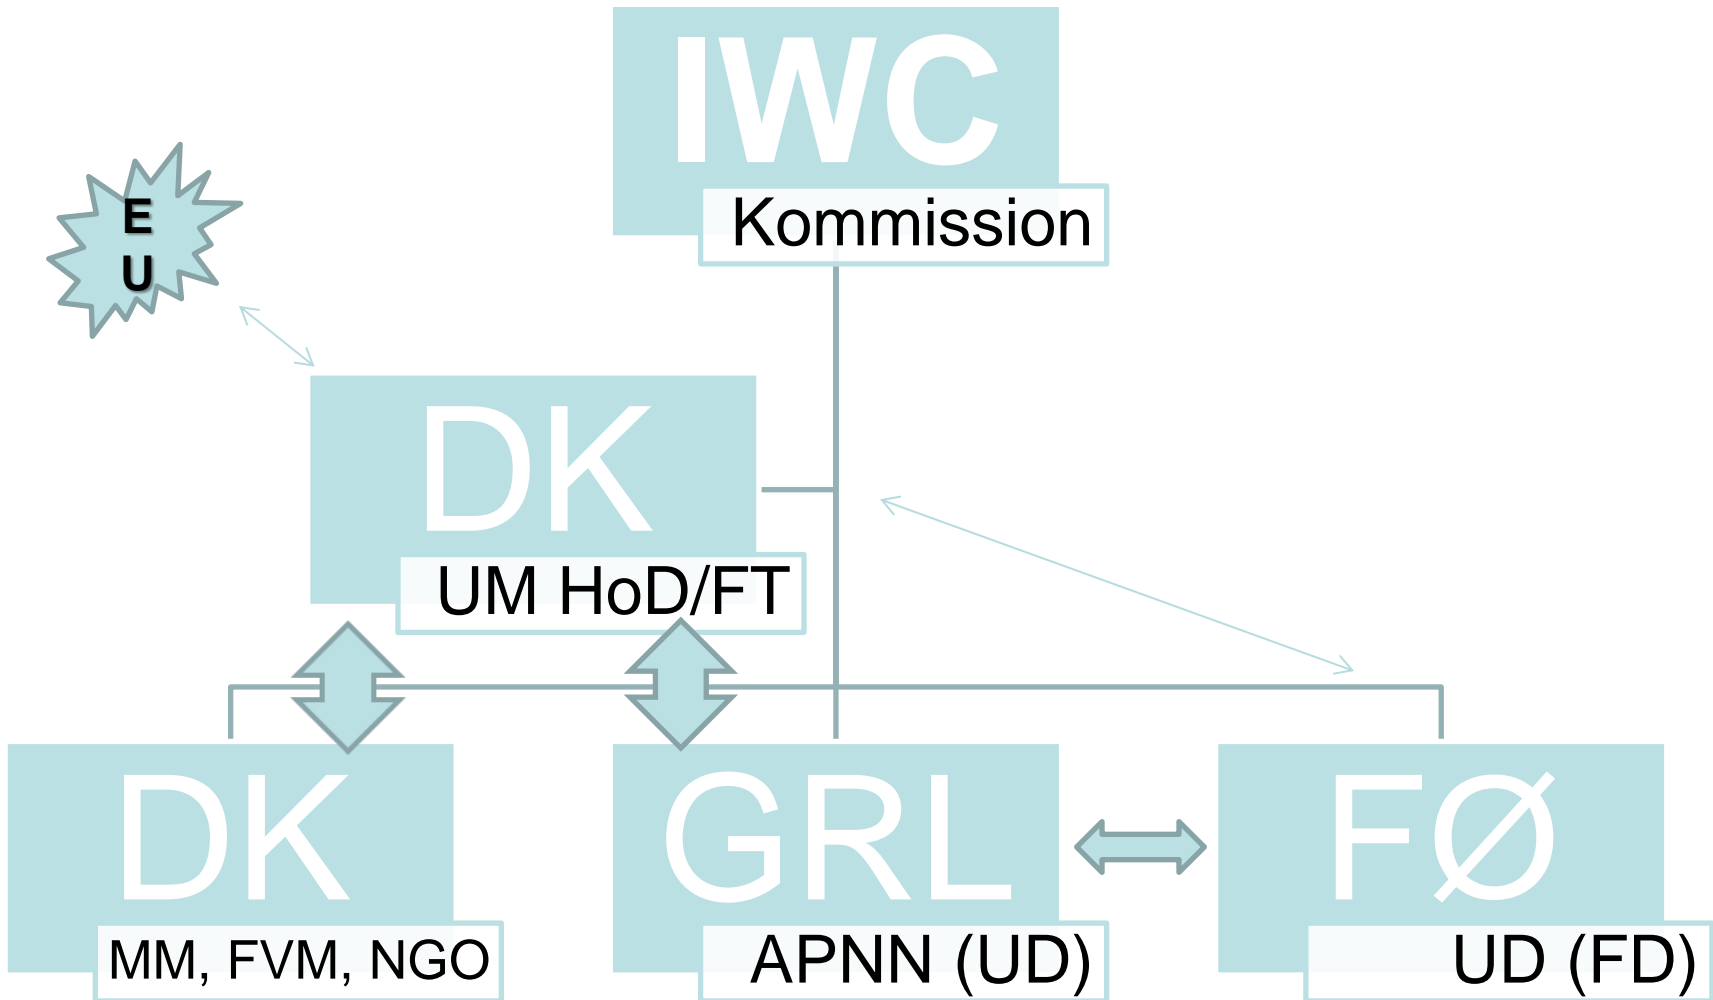 IWC
Kommission
E
U
DK
UM HoD/FT
DK
MM, FVM, NGO
GRL
APNN (UD)
FØ
UD (FD)